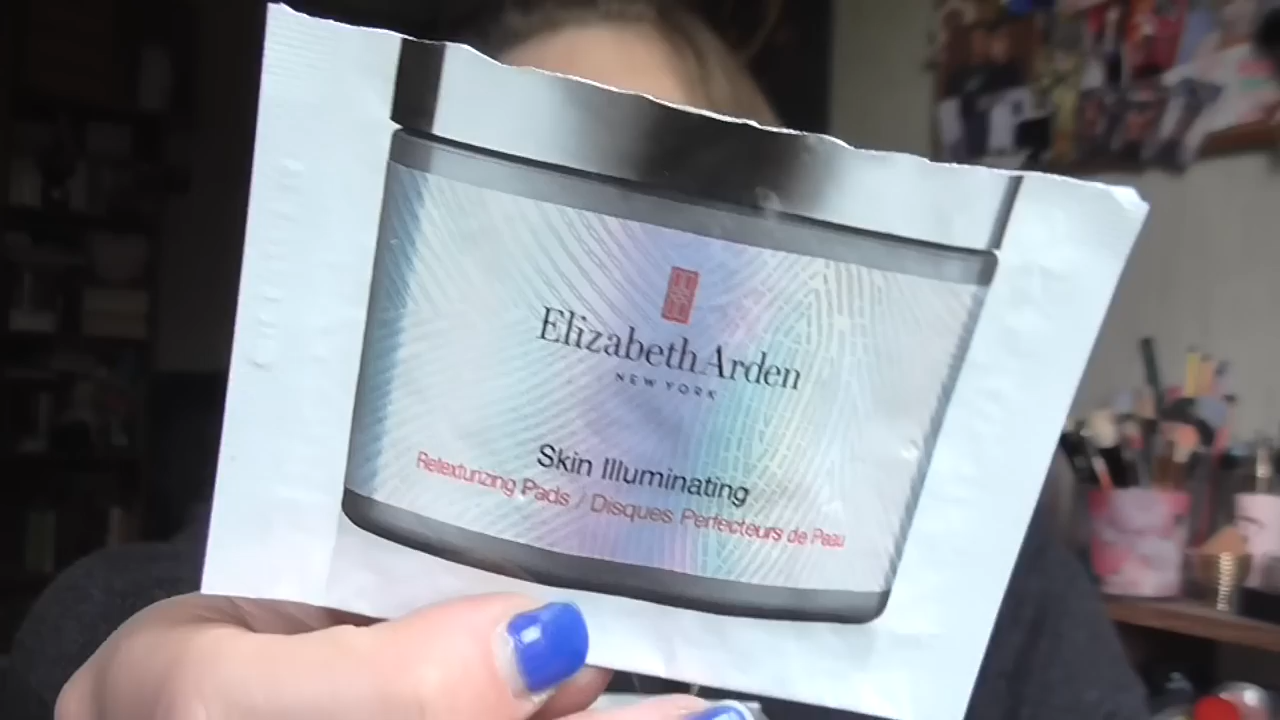 Elizabeth Arden
NEW YORK
Skin Illuminating
Retexturizing Pads / Disques Perfecteurs de Peau